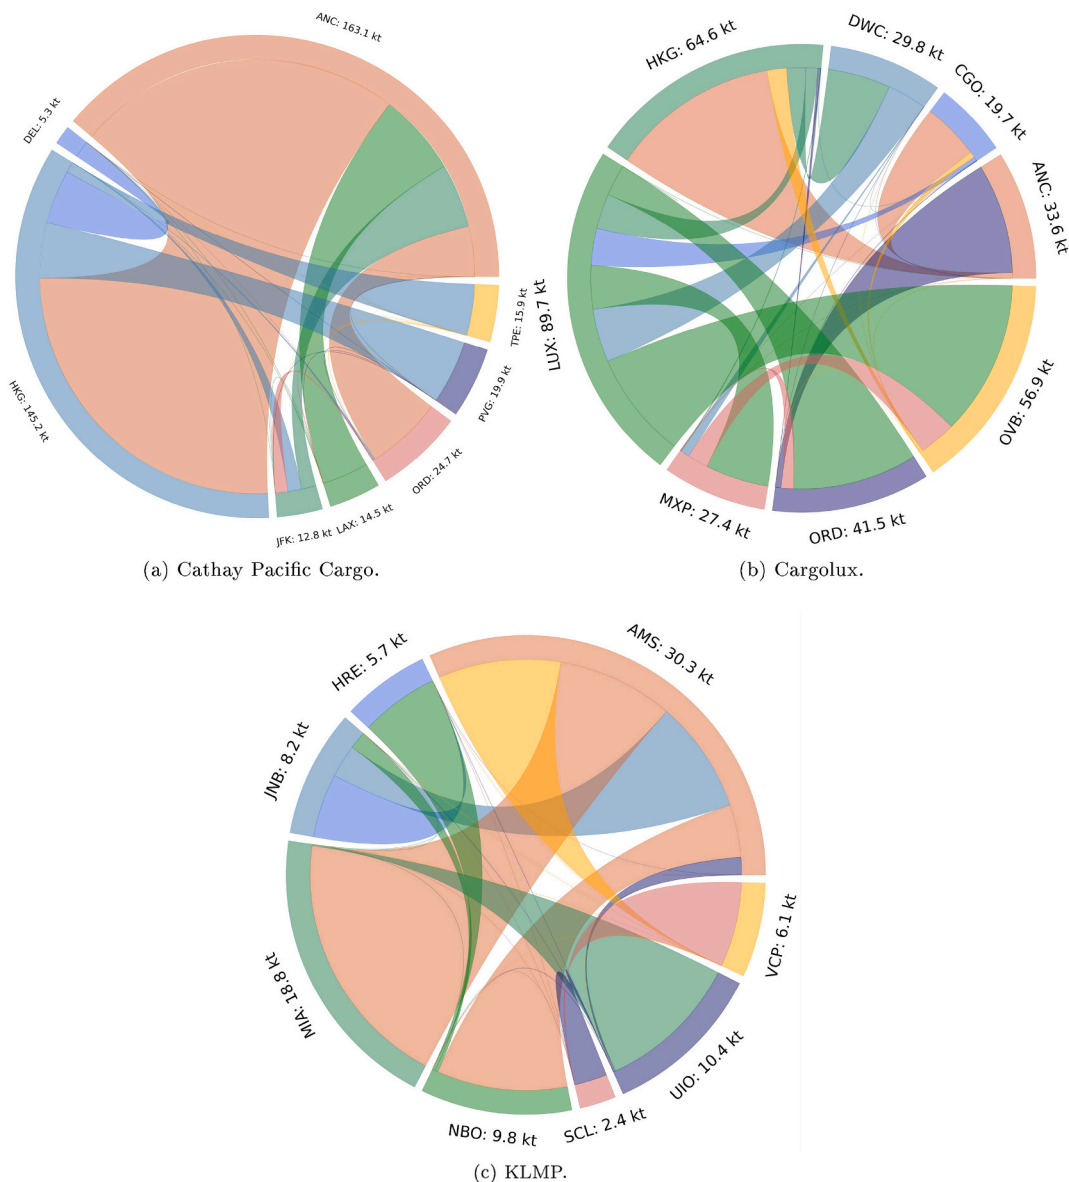 ANC: 163.1 kt
DEL: 5.3 kt
HKG: 145.2 kt
TPE: 15.9 kt
PVG: 19.9 kt
ORD: 24.7 kt
JFK: 12.8 kt
LAX: 14.5 kt
(a) Cathay Pacific Cargo.
HKG: 64.6 kt
DWC: 29.8 kt
CGO: 19.7 kt
ANC: 33.6 kt
LUX: 89.7 kt
OVB: 56.9 kt
MXP: 27.4 kt
ORD: 41.5 kt
(b) Cargolux.
AMS: 30.3 kt
HRE: 5.7 kt
JNB: 8.2 kt
VCP: 6.1 kt
MIA: 18.8 kt
UIO: 10.4 kt
NBO: 9.8 kt
SCL: 2.4 kt
(c) KLMP.